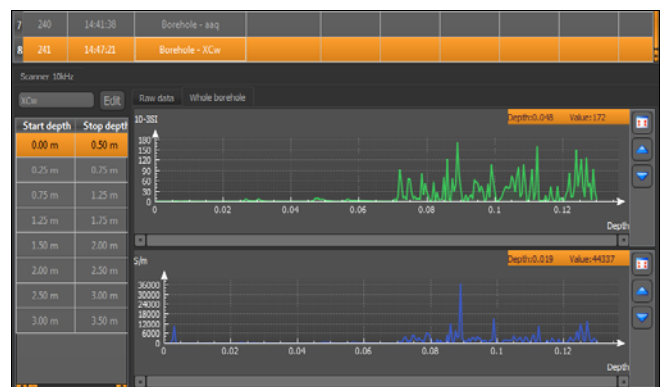 7 240 14:41:38 Borehole - aaq
8 241 14:47:21 Borehole - XCw
Scanner 10kHz
XCw Edit Raw data Whole borehole
Start depth Stop depth
0.00 m 0.50 m
0.25 m 0.75 m
0.75 m 1.25 m
1.25 m 1.75 m
1.50 m 2.00 m
2.00 m 2.50 m
2.50 m 3.00 m
3.00 m 3.50 m
10-3SI Depth:0.048 Value:172
180
150
120
90
60
30
0
0 0.02 0.04 0.06 0.08 0.1 0.12
Depth
S/m Depth:0.019 Value:44337
36000
30000
24000
18000
12000
6000
0
0 0.02 0.04 0.06 0.08 0.1 0.12
Depth